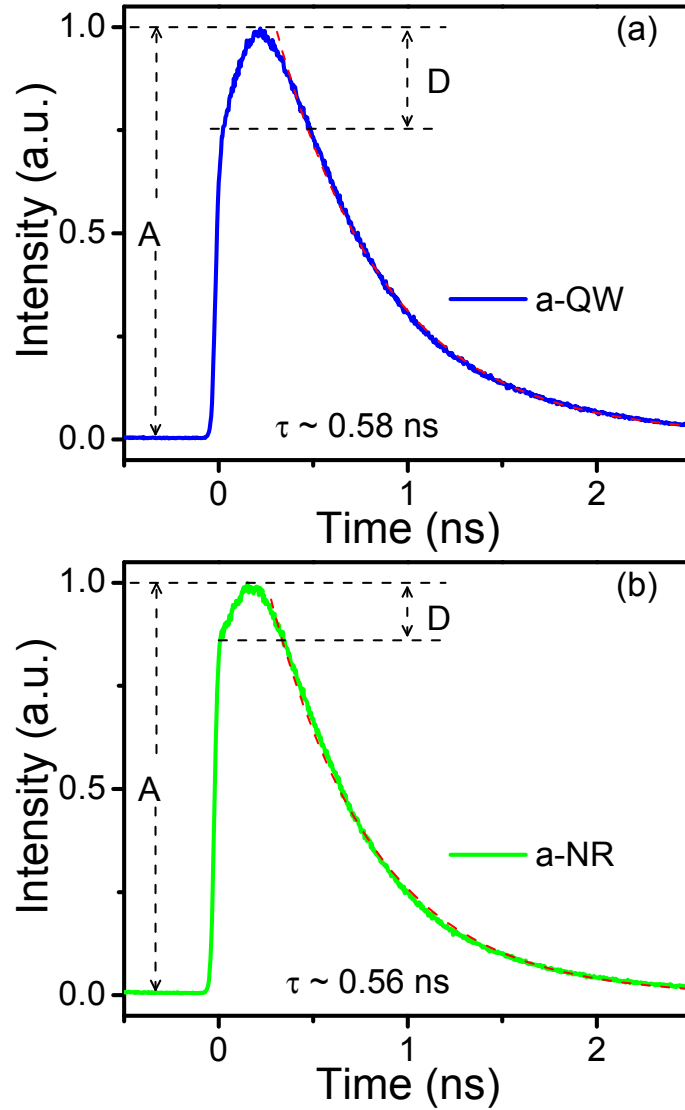 (a)
1.0
D
Intensity (a.u.)
A
0.5
a-QW
0.0
τ ~ 0.58 ns
0 1 2
Time (ns)
(b)
1.0
D
Intensity (a.u.)
A
0.5
a-NR
0.0
τ ~ 0.56 ns
0 1 2
Time (ns)